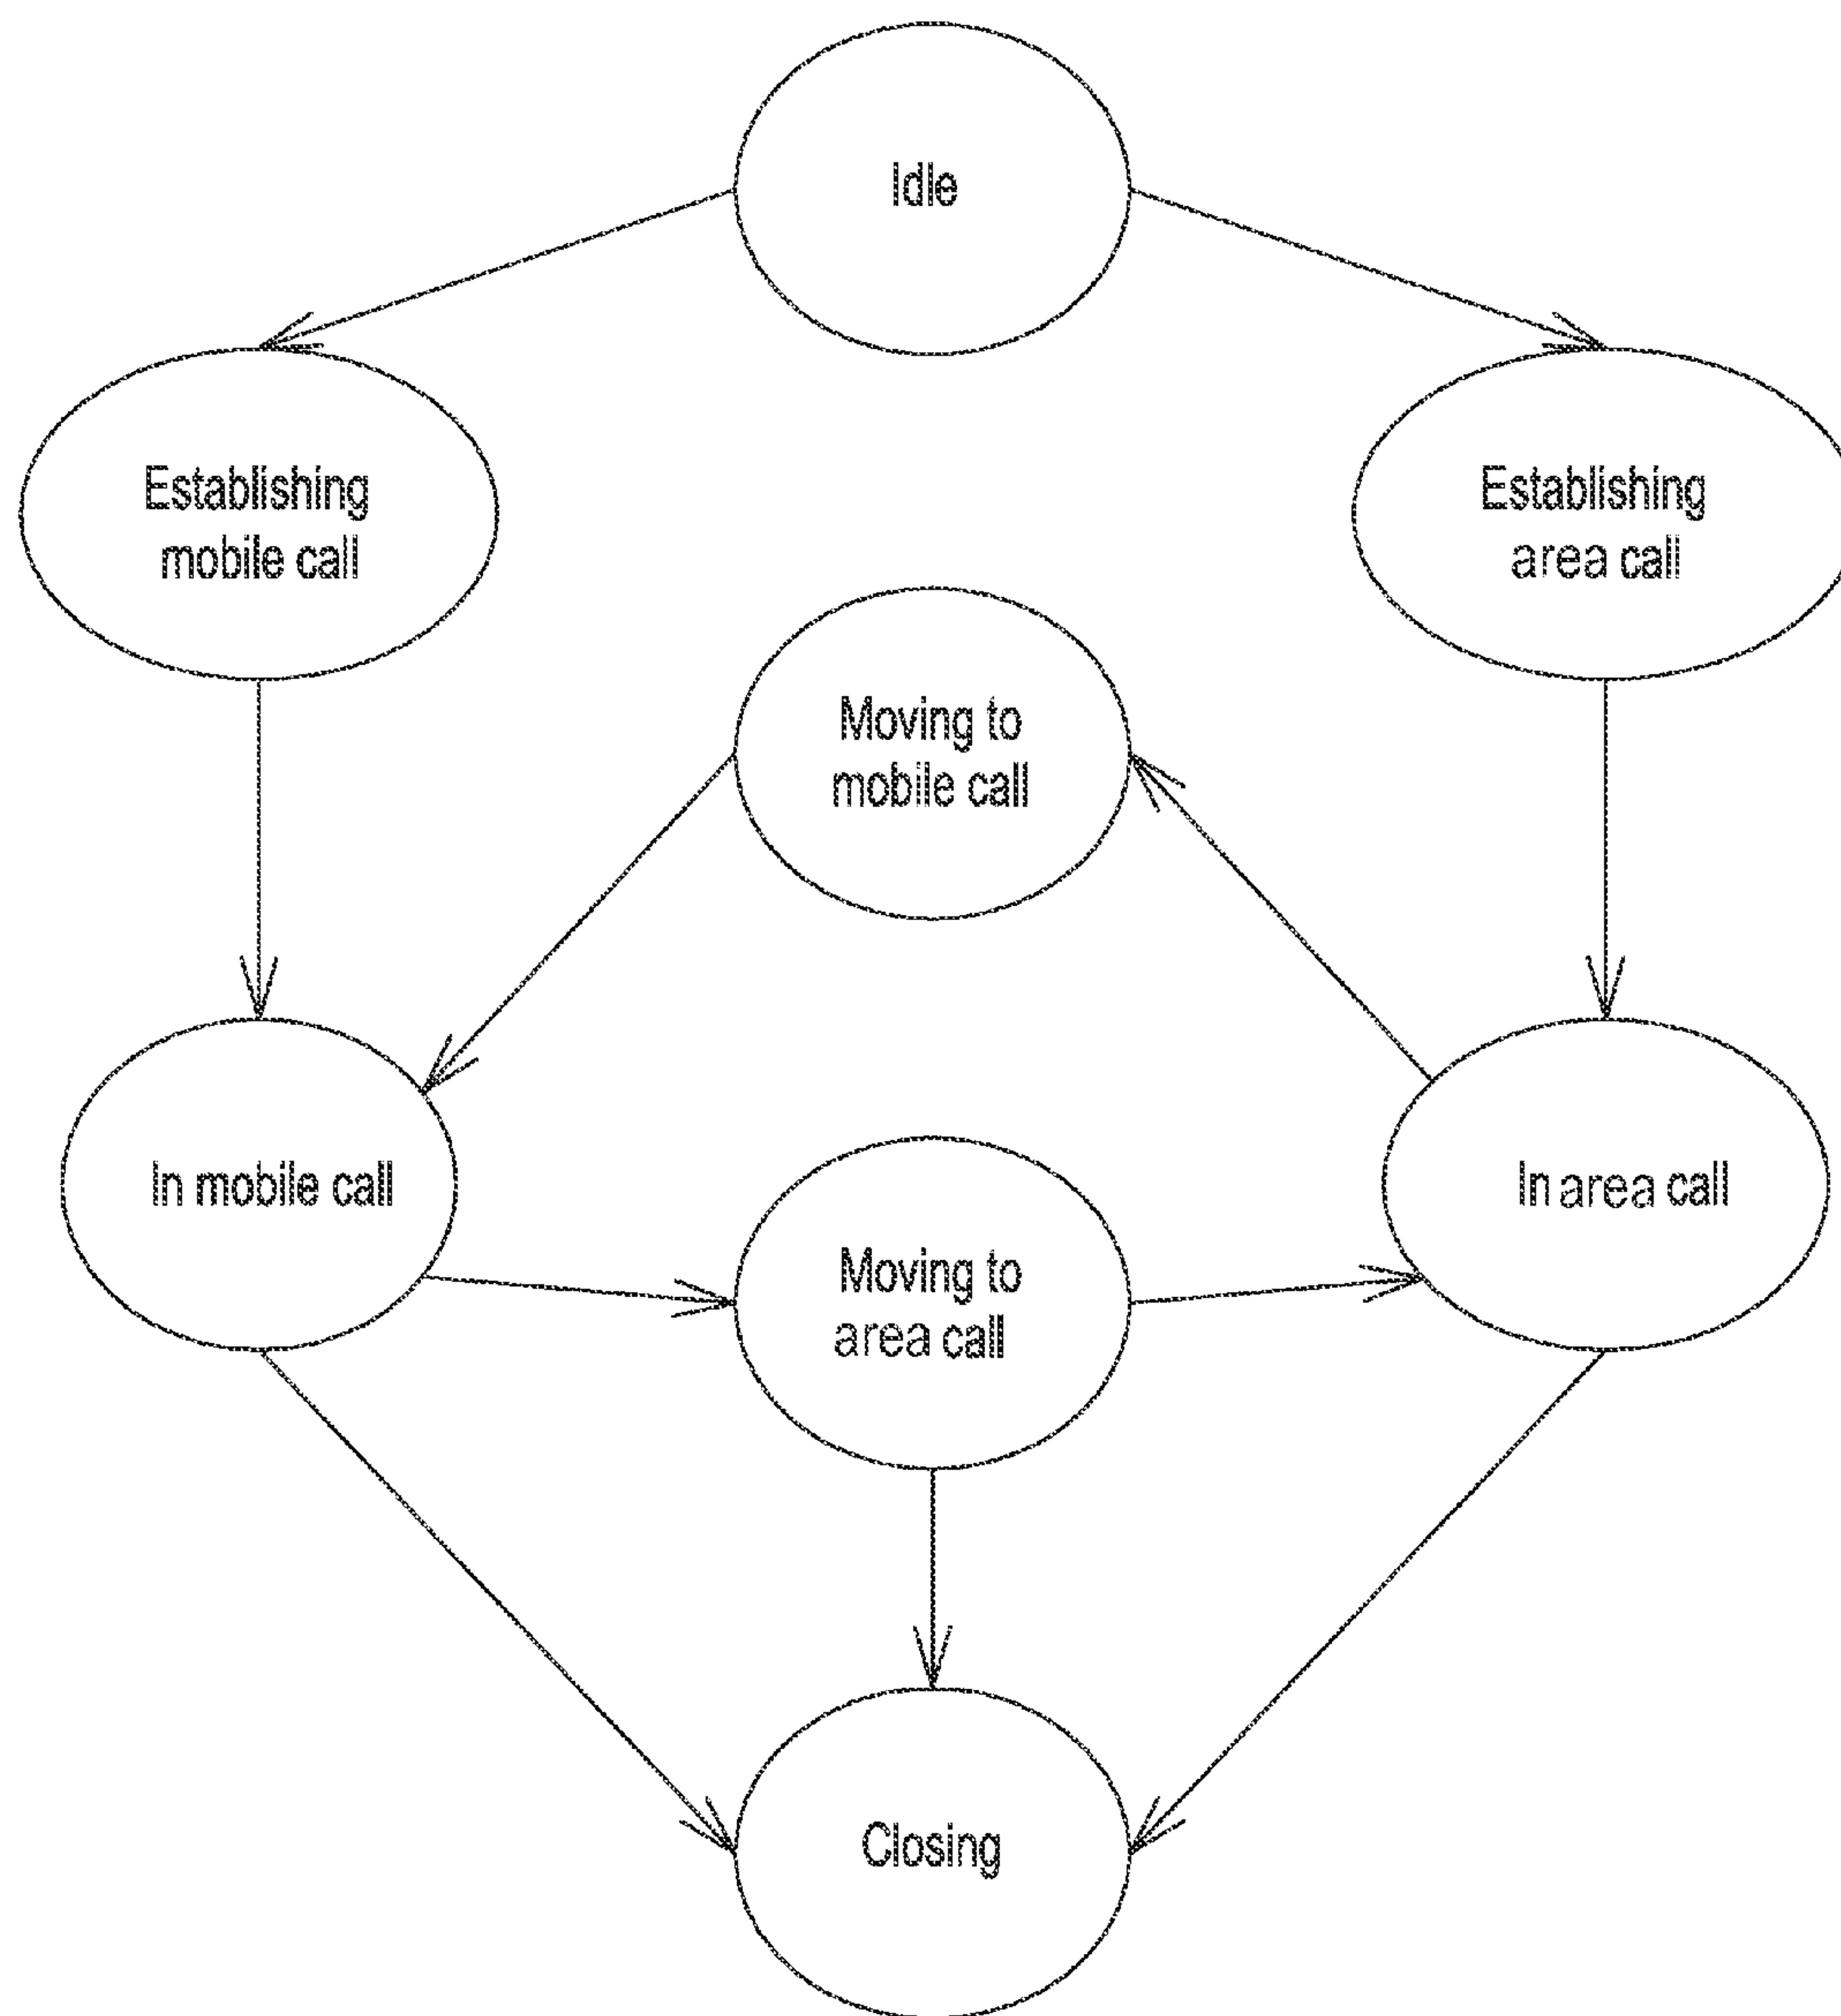 Idle
Establishing
mobile call
Establishing
area call
Moving to
mobile call
In mobile call
In area call
Moving to
area call
Closing